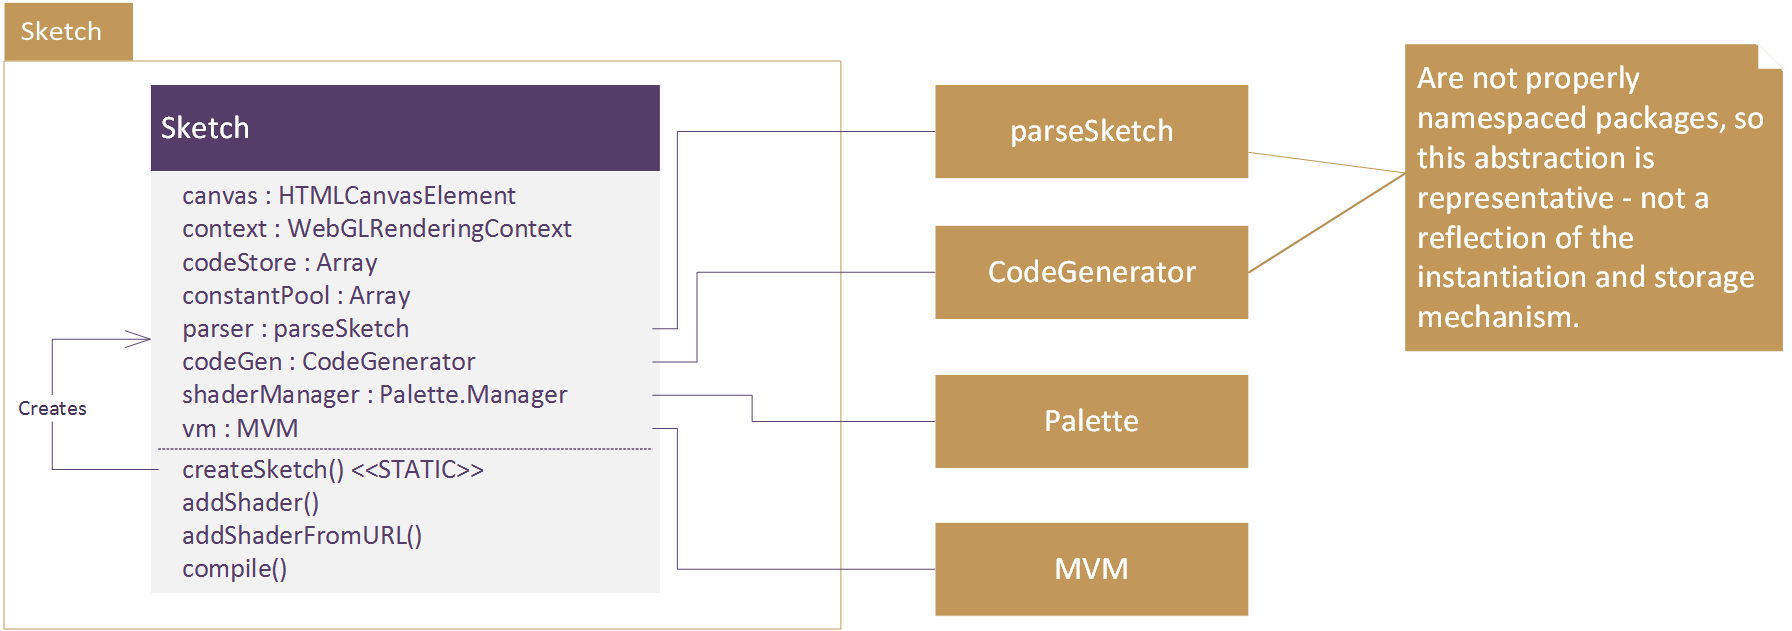 Sketch
Sketch
canvas : HTMLCanvasElement
context : WebGLRenderingContext
codeStore : Array
constantPool : Array
parser : parseSketch
codeGen : CodeGenerator
shaderManager : Palette.Manager
vm : MVM
createSketch() <<STATIC>>
addShader()
addShaderFromURL()
compile()
Creates
parseSketch
CodeGenerator
Palette
MVM
Are not properly
namespaced packages, so
this abstraction is
representative - not a
reflection of the
instantiation and storage
mechanism.